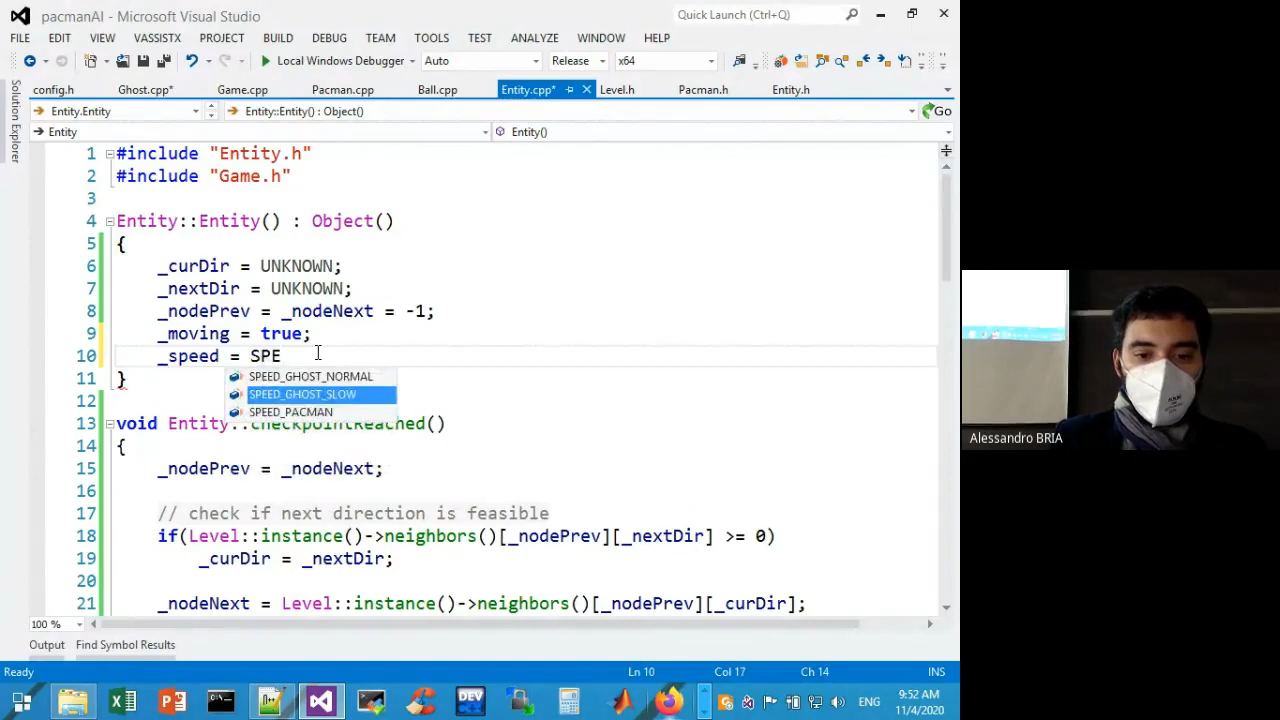 pacmanAI - Microsoft Visual Studio
Quick Launch (Ctrl+Q)
FILE EDIT VIEW VASSISTX PROJECT BUILD DEBUG TEAM TOOLS TEST ANALYZE WINDOW HELP
Local Windows Debugger Auto Release x64
config.h Ghost.cpp* Game.cpp Pacman.cpp Ball.cpp Entity.cpp* Level.h Pacman.h Entity.h
Solution Explorer
Entity.Entity Entity::Entity() : Object() Go
Entity Entity()
1 #include "Entity.h"
2 #include "Game.h"
3
4 Entity::Entity() : Object()
5 {
6 _curDir = UNKNOWN;
7 _nextDir = UNKNOWN;
8 _nodePrev = _nodeNext = -1;
9 _moving = true;
10 _speed = SPE
SPEED_GHOST_NORMAL
11 }
SPEED_GHOST_SLOW
12
SPEED_PACMAN
13 void Entity::checkpointReached()
14 {
15 _nodePrev = _nodeNext;
16
17 // check if next direction is feasible
18 if(Level::instance()->neighbors()[_nodePrev][_nextDir] >= 0)
19 _curDir = _nextDir;
20
21 _nodeNext = Level::instance()->neighbors()[_nodePrev][_curDir];
100 %
Output Find Symbol Results
Ready Ln 10 Col 17 Ch 14 INS
DEV
ENG
9:52 AM
11/4/2020
Alessandro BRIA